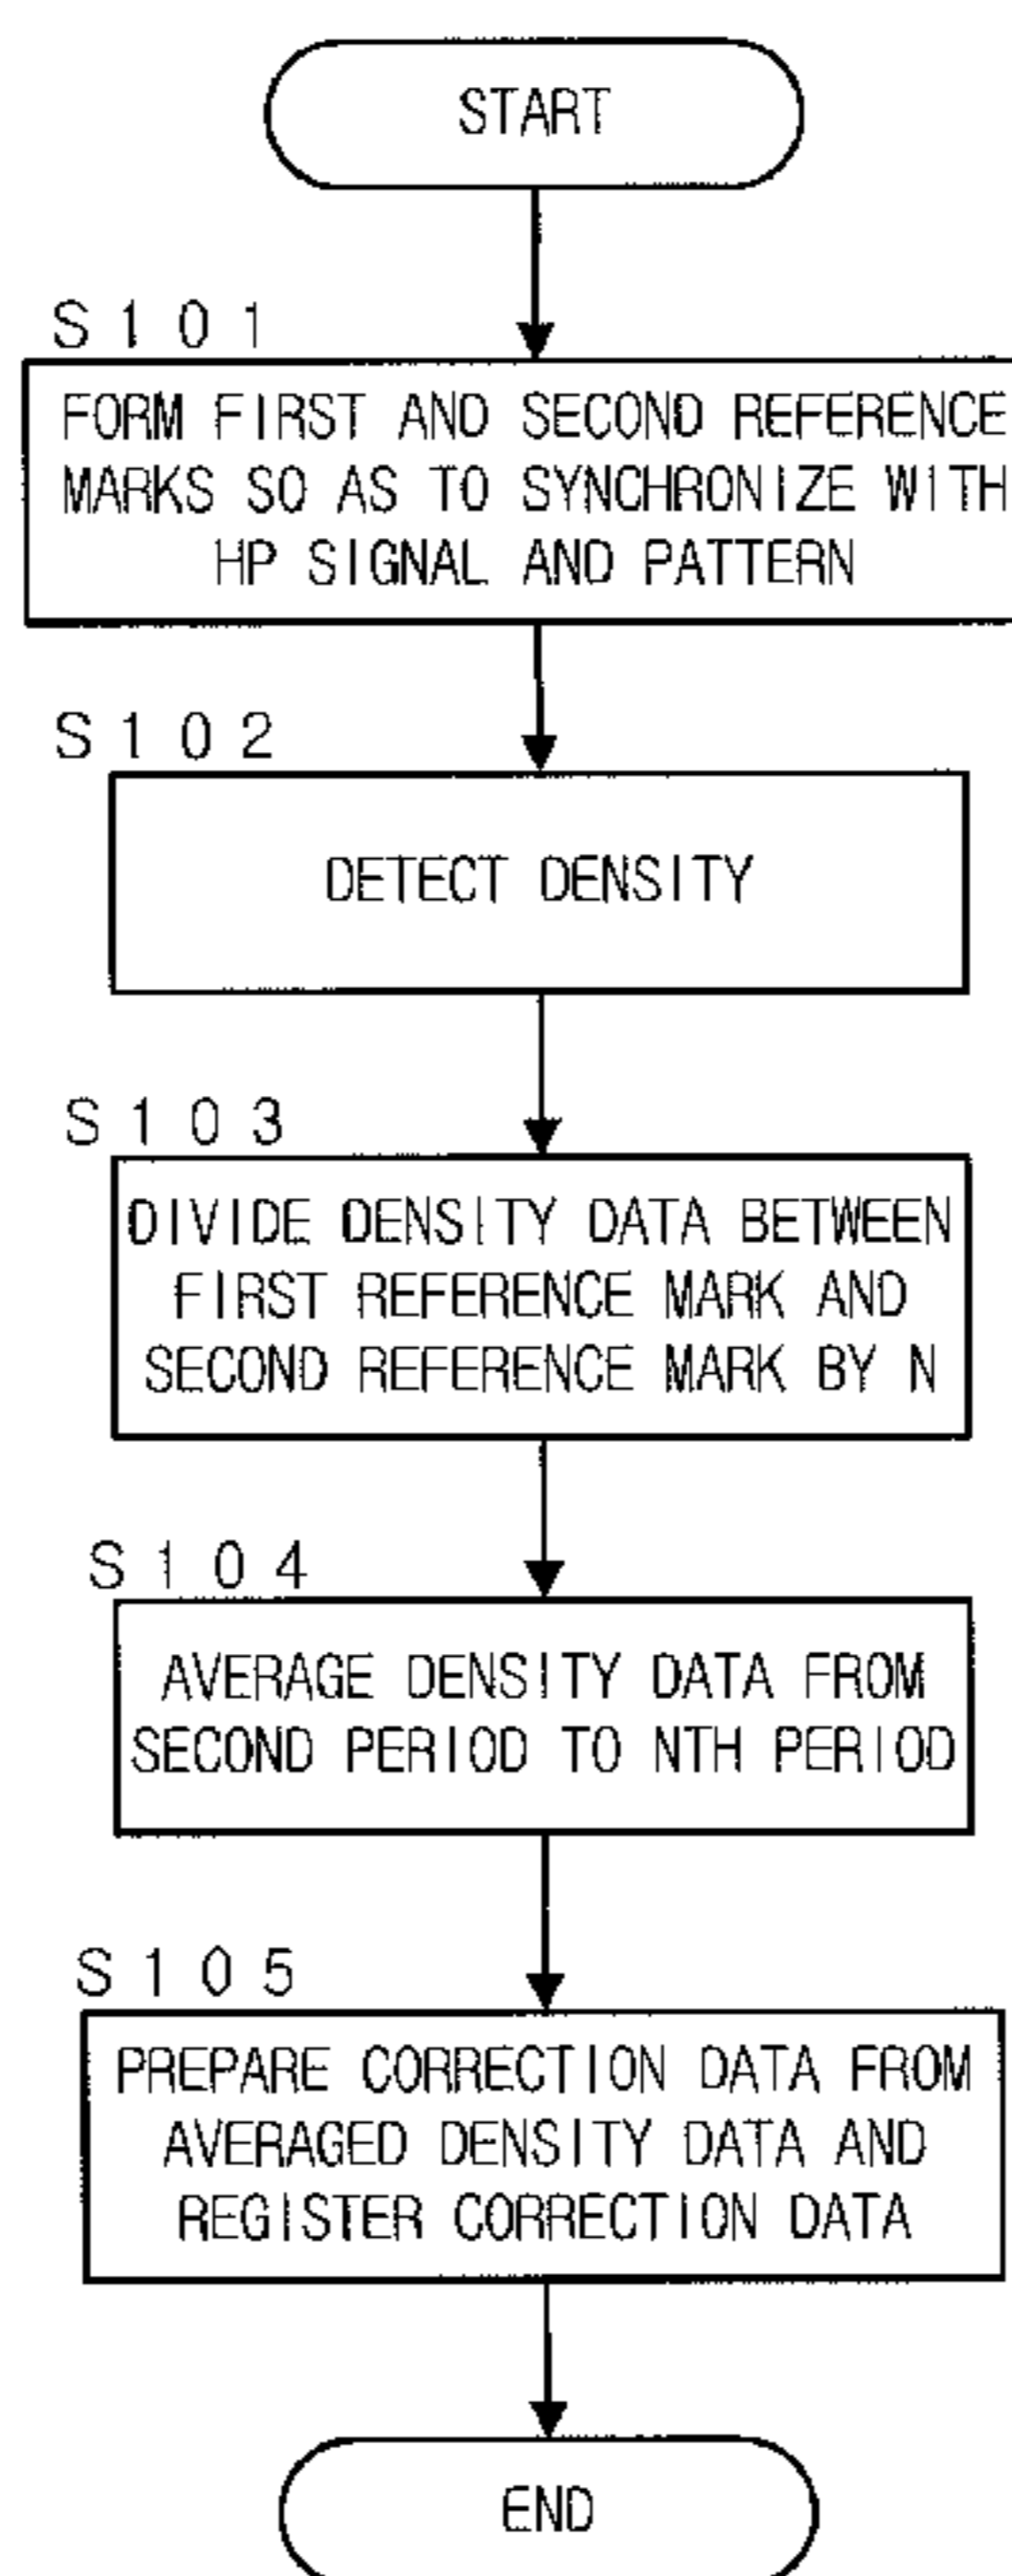 START
S101
FORM FIRST AND SECOND REFERENCE
MARKS SO AS TO SYNCHRONIZE WITH
HP SIGNAL AND PATTERN
S102
DETECT DENSITY
S103
DIVIDE DENSITY DATA BETWEEN
FIRST REFERENCE MARK AND
SECOND REFERENCE MARK BY N
S104
AVERAGE DENSITY DATA FROM
SECOND PERIOD TO NTH PERIOD
S105
PREPARE CORRECTION DATA FROM
AVERAGED DENSITY DATA AND
REGISTER CORRECTION DATA
END